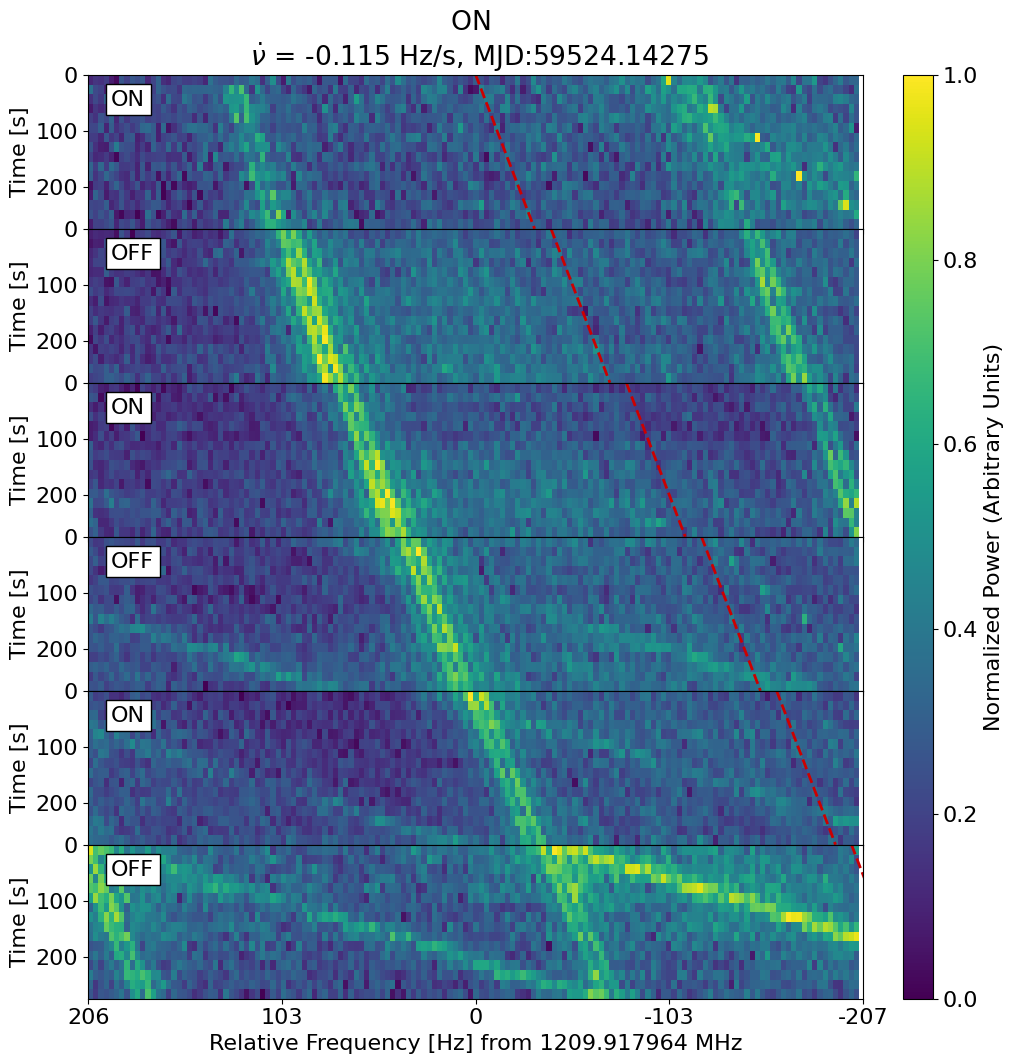 ON
ν̇ = -0.115 Hz/s, MJD:59524.14275
Time [s]
0
100
200
ON
Time [s]
0
100
200
OFF
Time [s]
0
100
200
ON
Time [s]
0
100
200
OFF
Time [s]
0
100
200
ON
Time [s]
0
100
200
OFF
206
103
0
-103
-207
Relative Frequency [Hz] from 1209.917964 MHz
1.0
0.8
0.6
0.4
0.2
0.0
Normalized Power (Arbitrary Units)